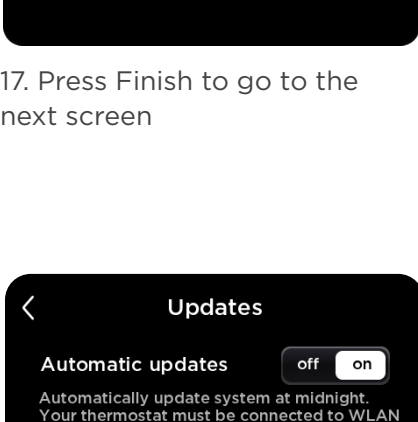 17. Press Finish to go to the
next screen
Updates
Automatic updates off on
Automatically update system at midnight.
Your thermostat must be connected to WLAN